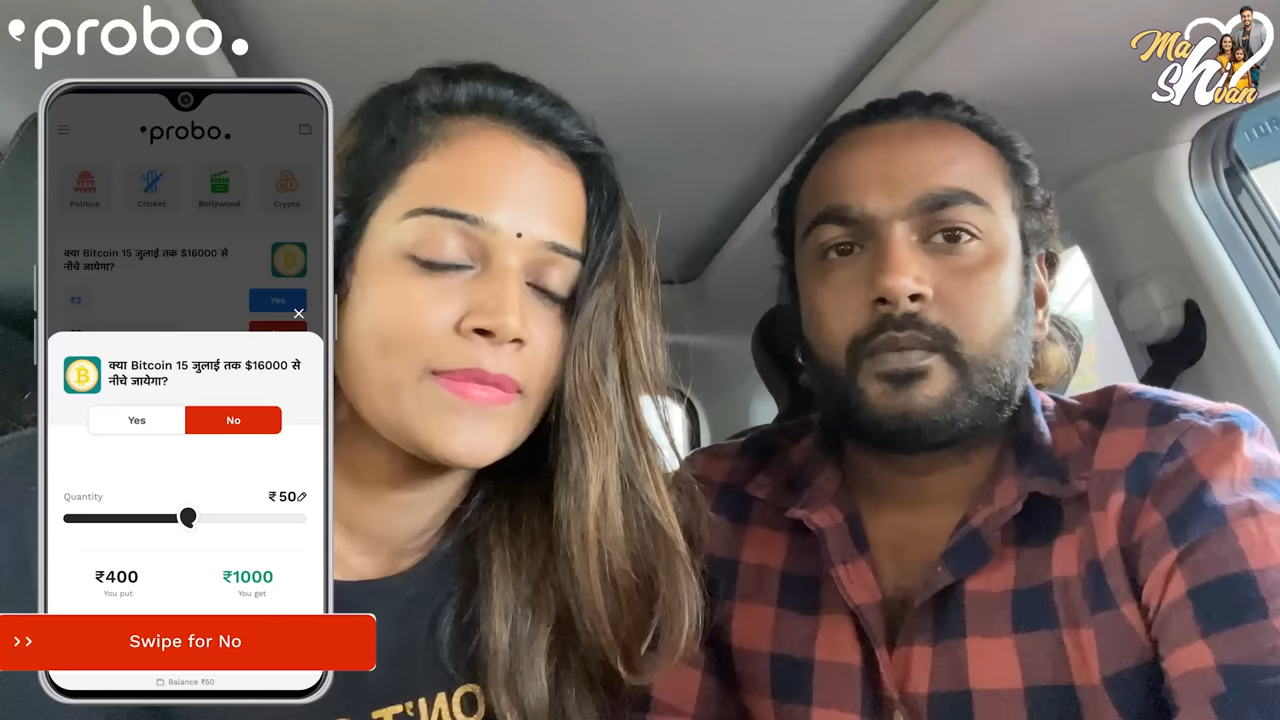 probo.
Ma
Shivan
probo.
Politics
Cricket
Bollywood
Crypto
क्या Bitcoin 15 जुलाई तक $16000 से
नीचे जायेगा?
₹2
Yes
क्या Bitcoin 15 जुलाई तक $16000 से
नीचे जायेगा?
Yes
No
Quantity
₹50
₹400
₹1000
You put
You get
Swipe for No
Balance ₹50